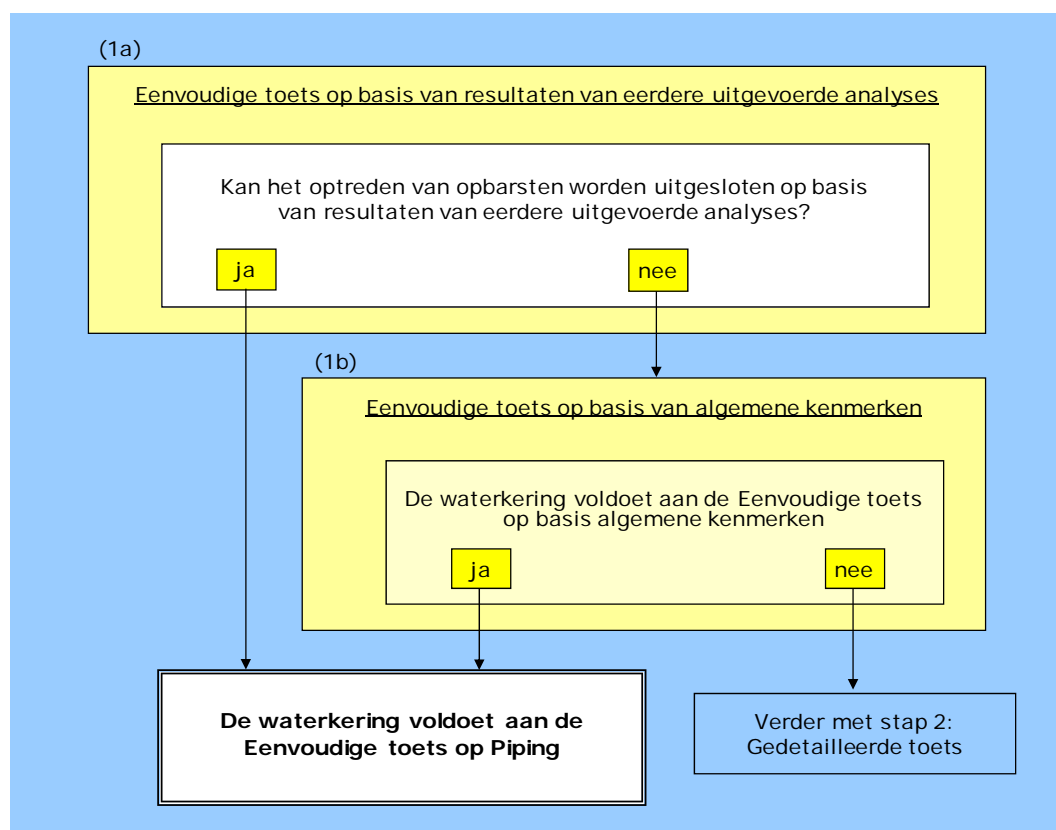 (1a)
Eenvoudige toets op basis van resultaten van eerdere uitgevoerde analyses
Kan het optreden van opbarsten worden uitgesloten op basis
van resultaten van eerdere uitgevoerde analyses?
ja
nee
(1b)
Eenvoudige toets op basis van algemene kenmerken
De waterkering voldoet aan de Eenvoudige toets
op basis algemene kenmerken
ja
nee
De waterkering voldoet aan de
Eenvoudige toets op Piping
Verder met stap 2:
Gedetailleerde toets